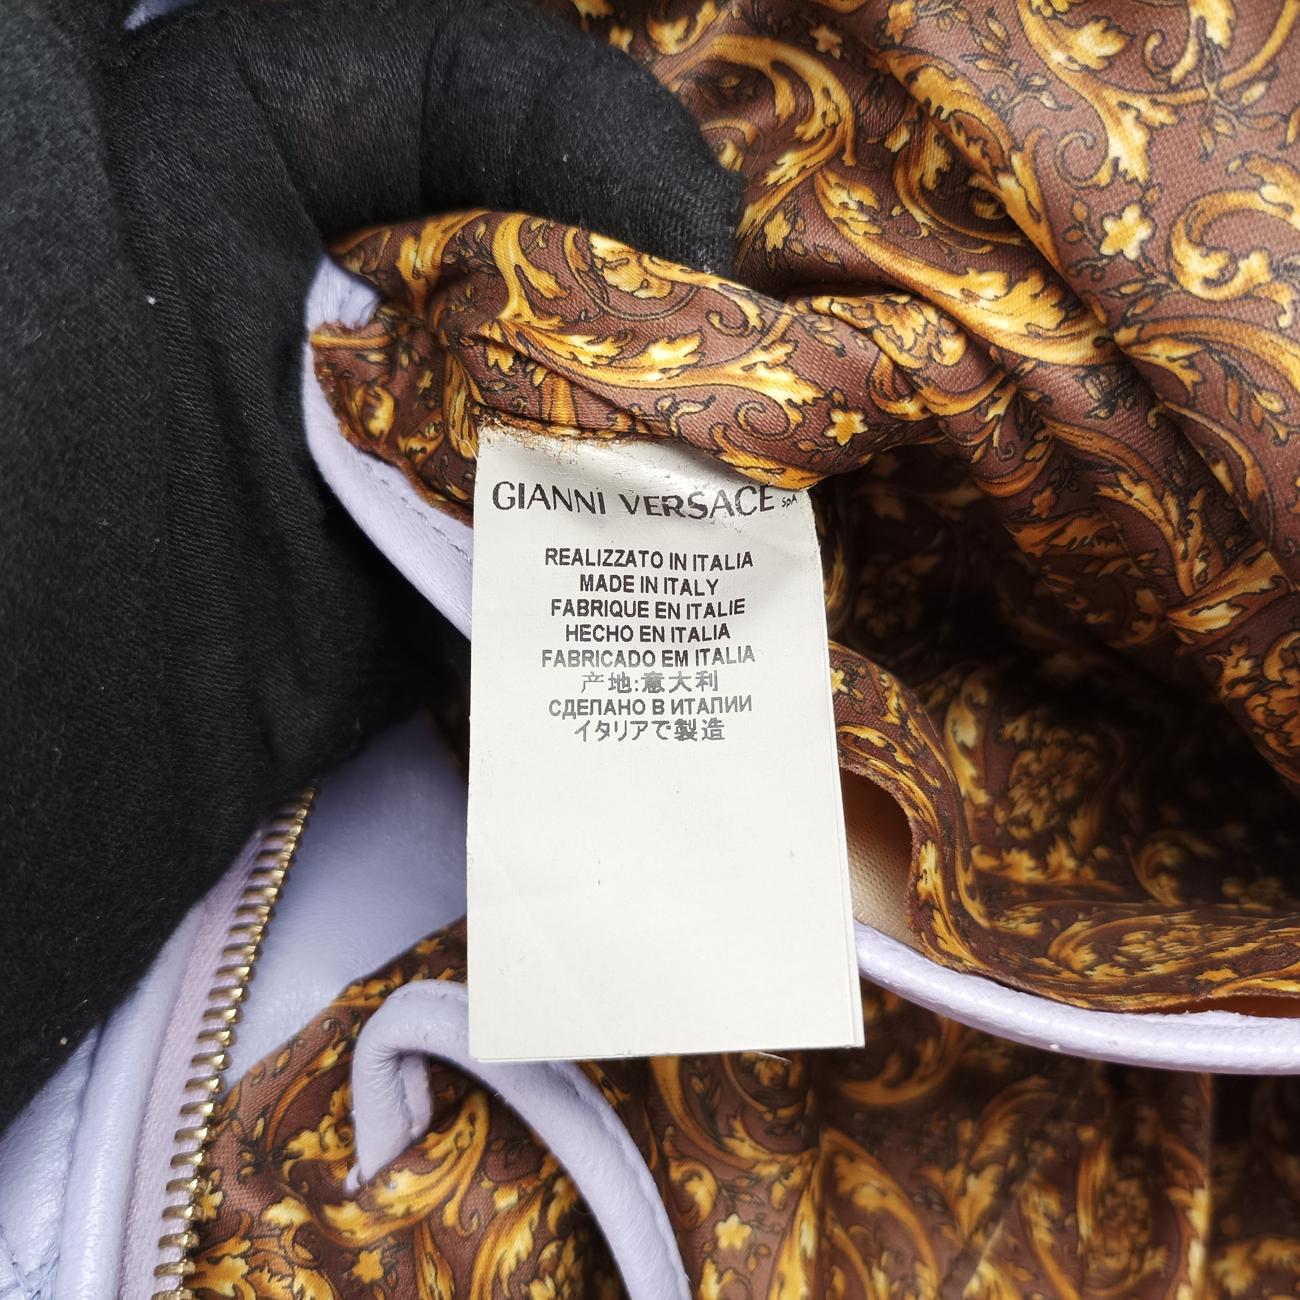 GIANNI VERSACE SpA
REALIZZATO IN ITALIA
MADE IN ITALY
FABRIQUE EN ITALIE
HECHO EN ITALIA
FABRICADO EM ITALIA
产地:意大利
СДЕПАНО В ИТАПИИ
イタリアで製造